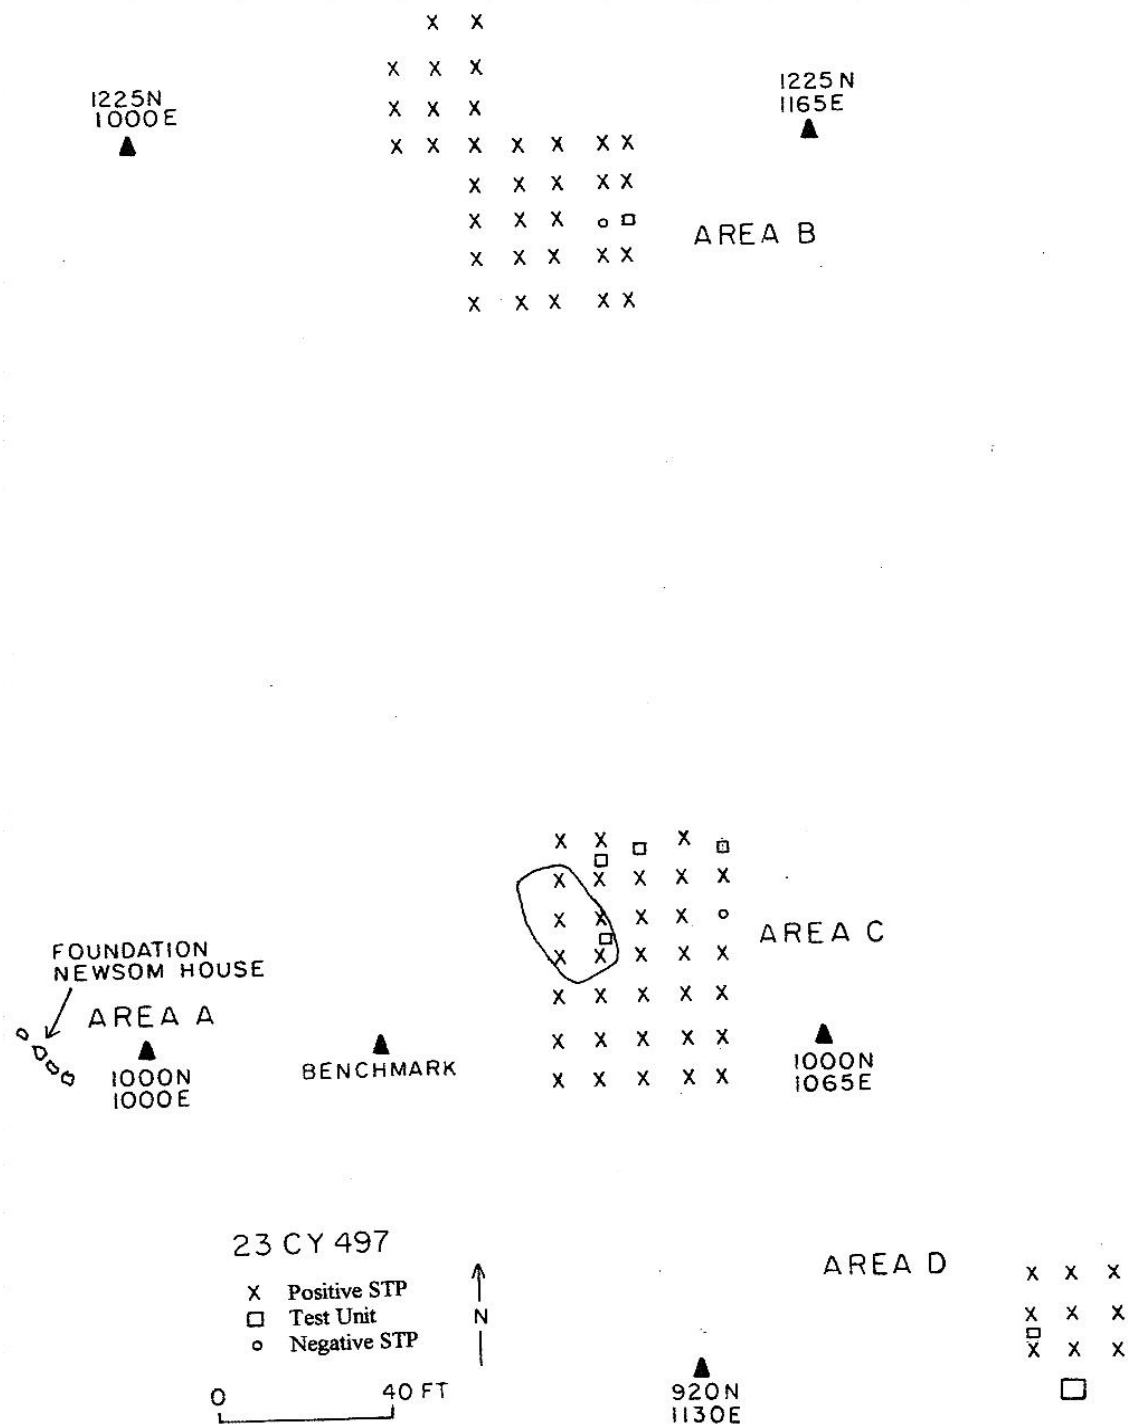 1225N
1000E
1225N
1165E
AREA B
AREA C
FOUNDATION
NEWSOM HOUSE
AREA A
1000N
1000E
BENCHMARK
1000N
1065E
23 CY 497
X Positive STP
Test Unit
Negative STP
N
0 40 FT
AREA D
920N
1130E